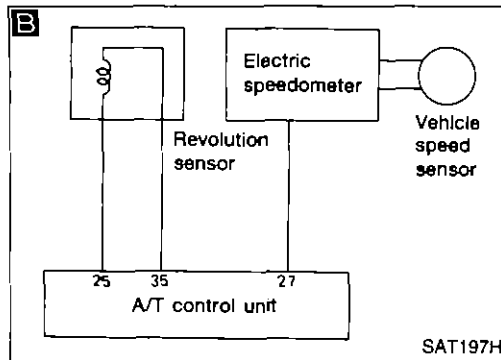 B
Electric
speedometer
Revolution
sensor
Vehicle
speed
sensor
25 35 27
A/T control unit
SAT197H